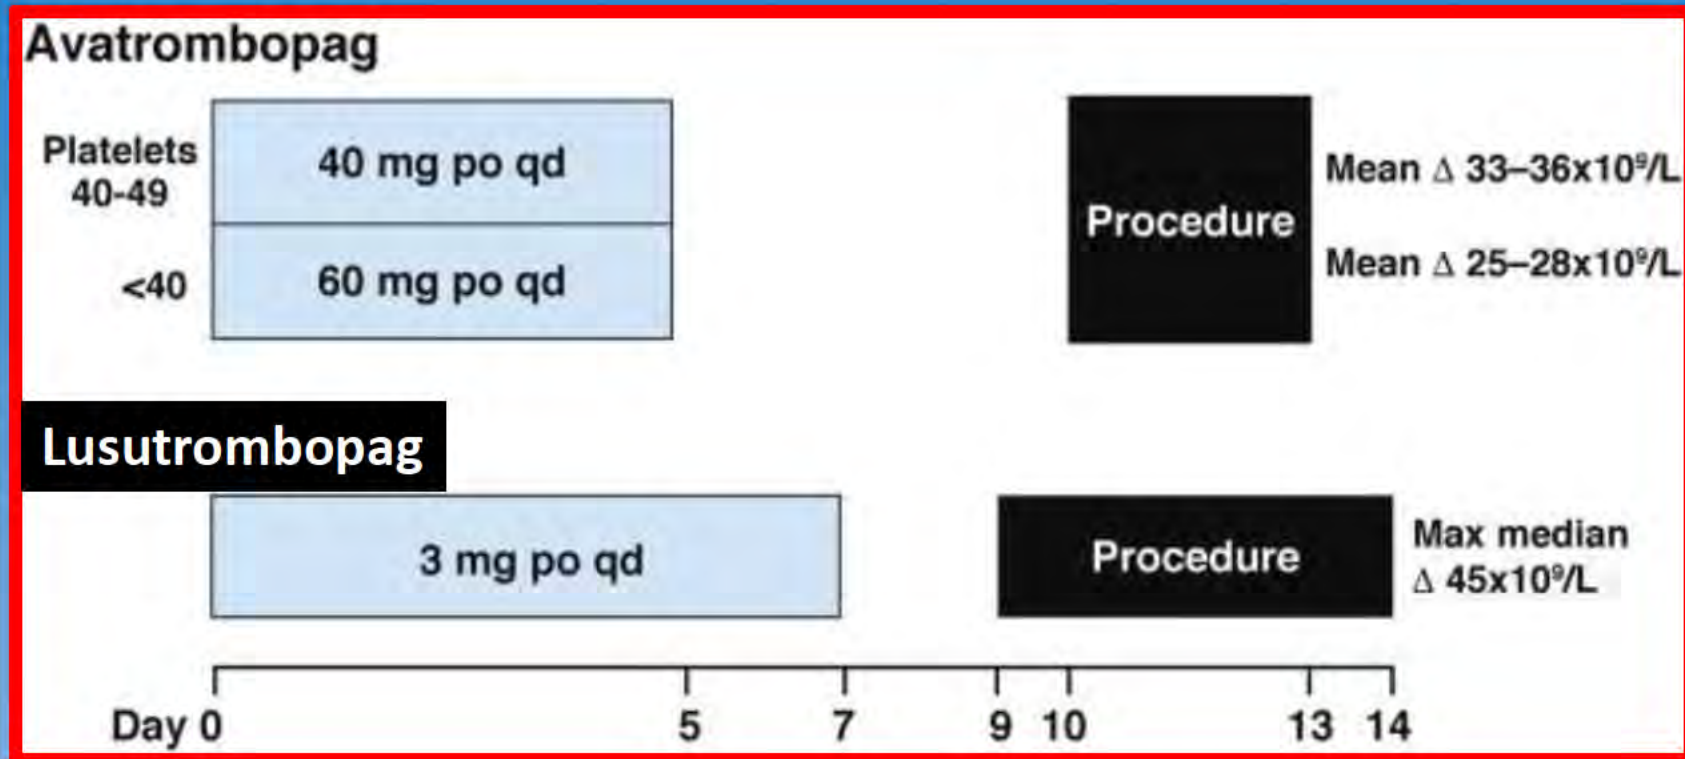 Avatrombopag
Platelets
40-49
40 mg po qd
<40
60 mg po qd
Procedure
Mean Δ 33–36x10⁹/L
Mean Δ 25–28x10⁹/L
Lusutrombopag
3 mg po qd
Procedure
Max median
Δ 45x10⁹/L
Day 0 5 7 9 10 13 14